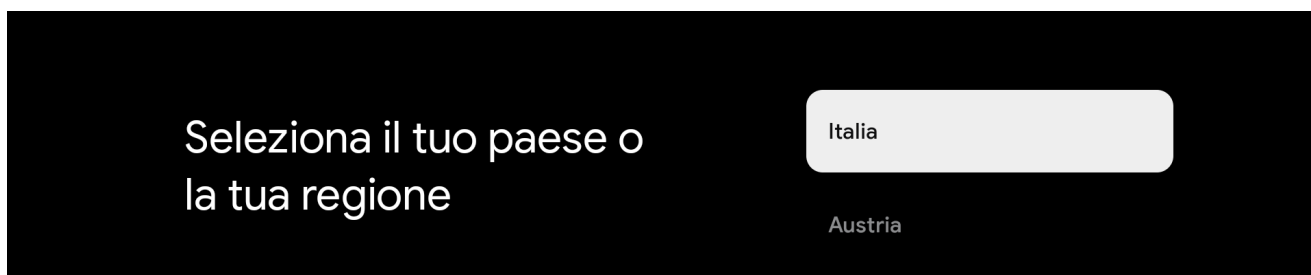 Seleziona il tuo paese o
la tua regione
Italia
Austria